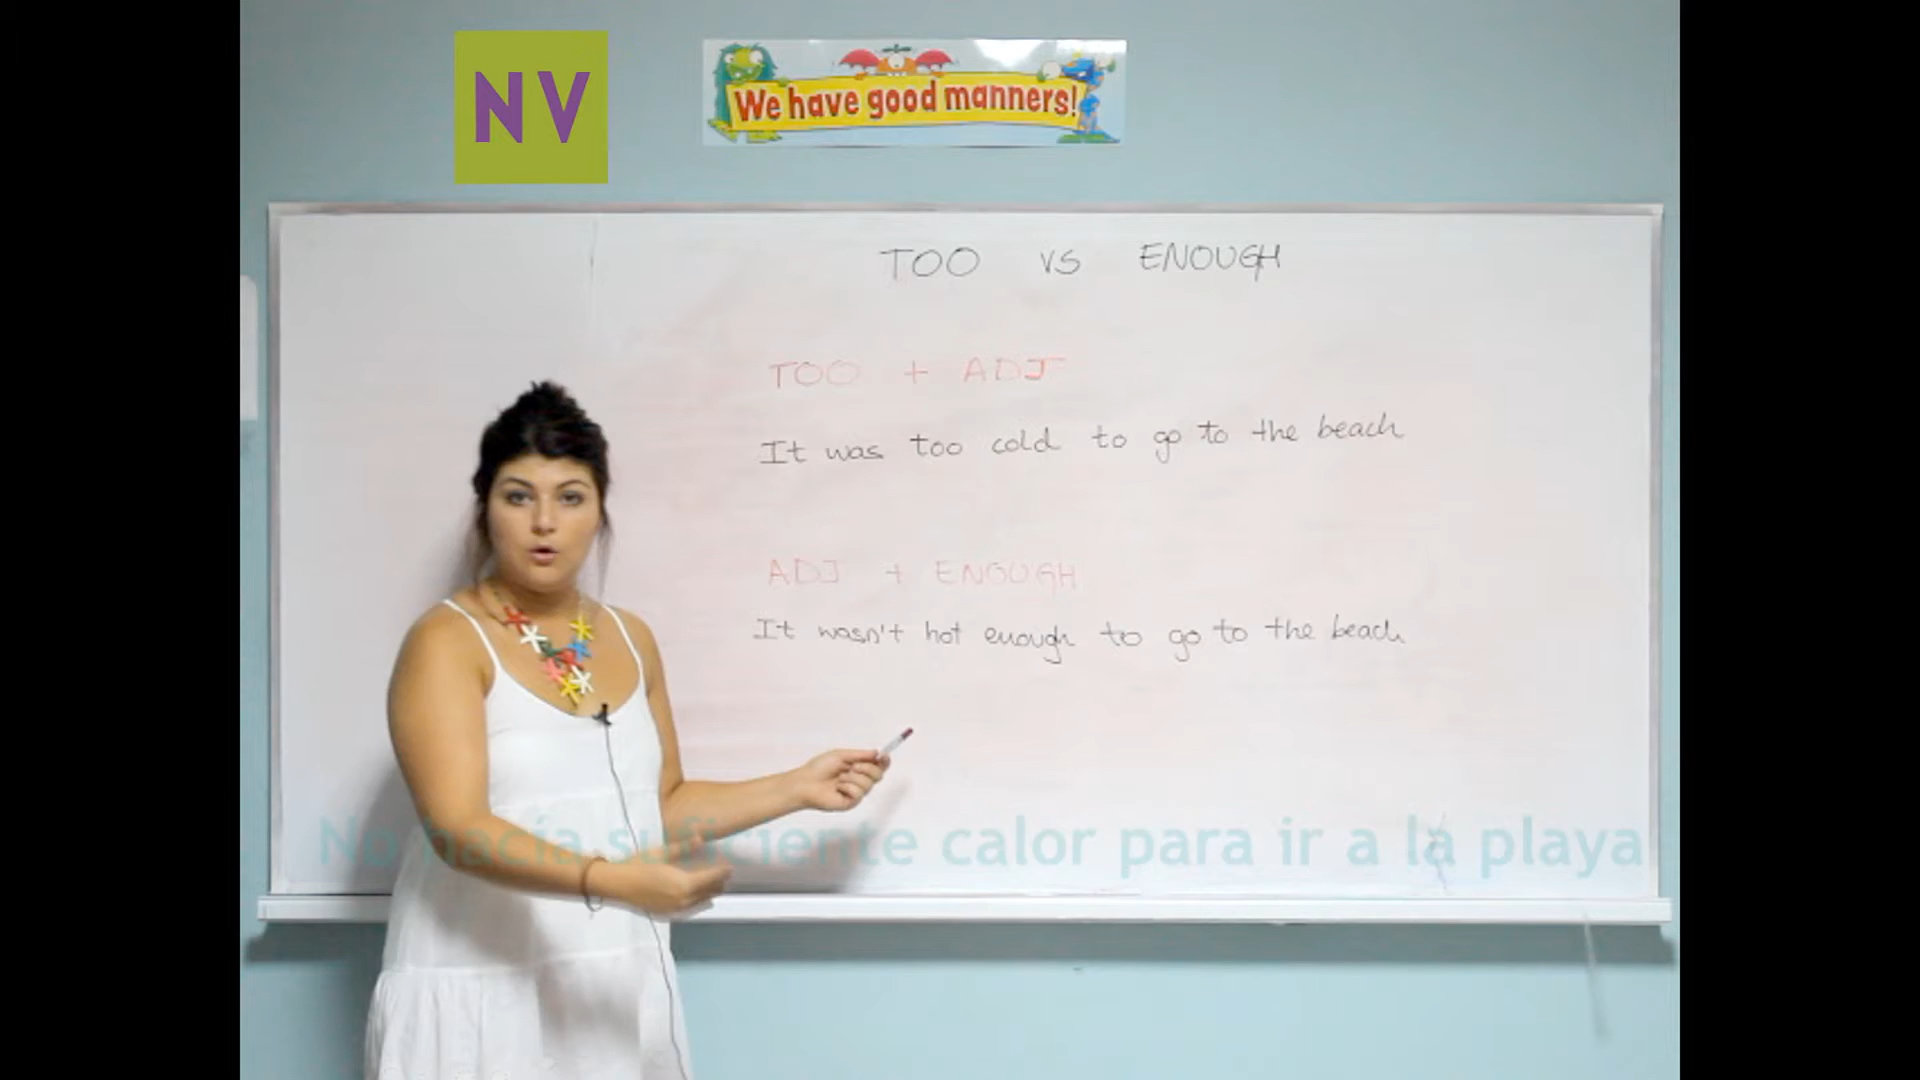 NV
We have good manners!
TOO vs ENOUGH
TOO + ADJ
It was too cold to go to the beach
ADJ + ENOUGH
It wasn't hot enough to go to the beach
No hacía suficiente calor para ir a la playa